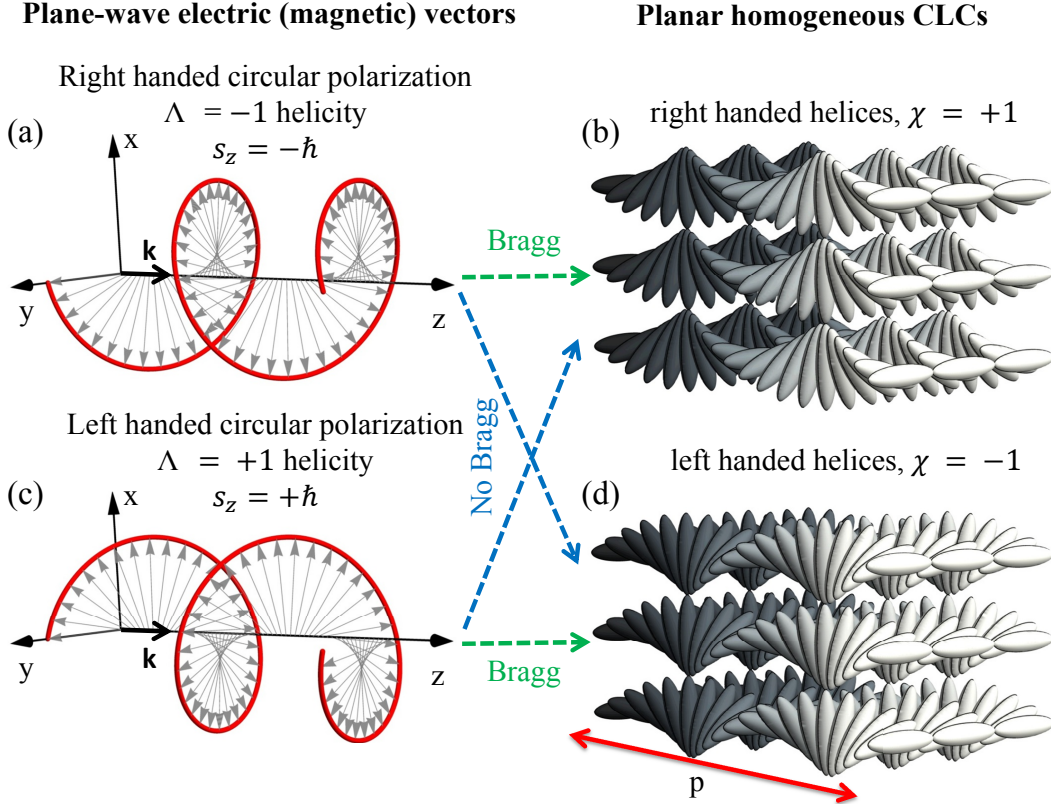 Plane-wave electric (magnetic) vectors
Planar homogeneous CLCs
Right handed circular polarization
Λ = −1 helicity
s_z = −ℏ
(a)
x
k
y
z
Bragg
(b)
right handed helices, χ = +1
No Bragg
Left handed circular polarization
Λ = +1 helicity
s_z = +ℏ
(c)
x
k
y
z
Bragg
left handed helices, χ = −1
(d)
p